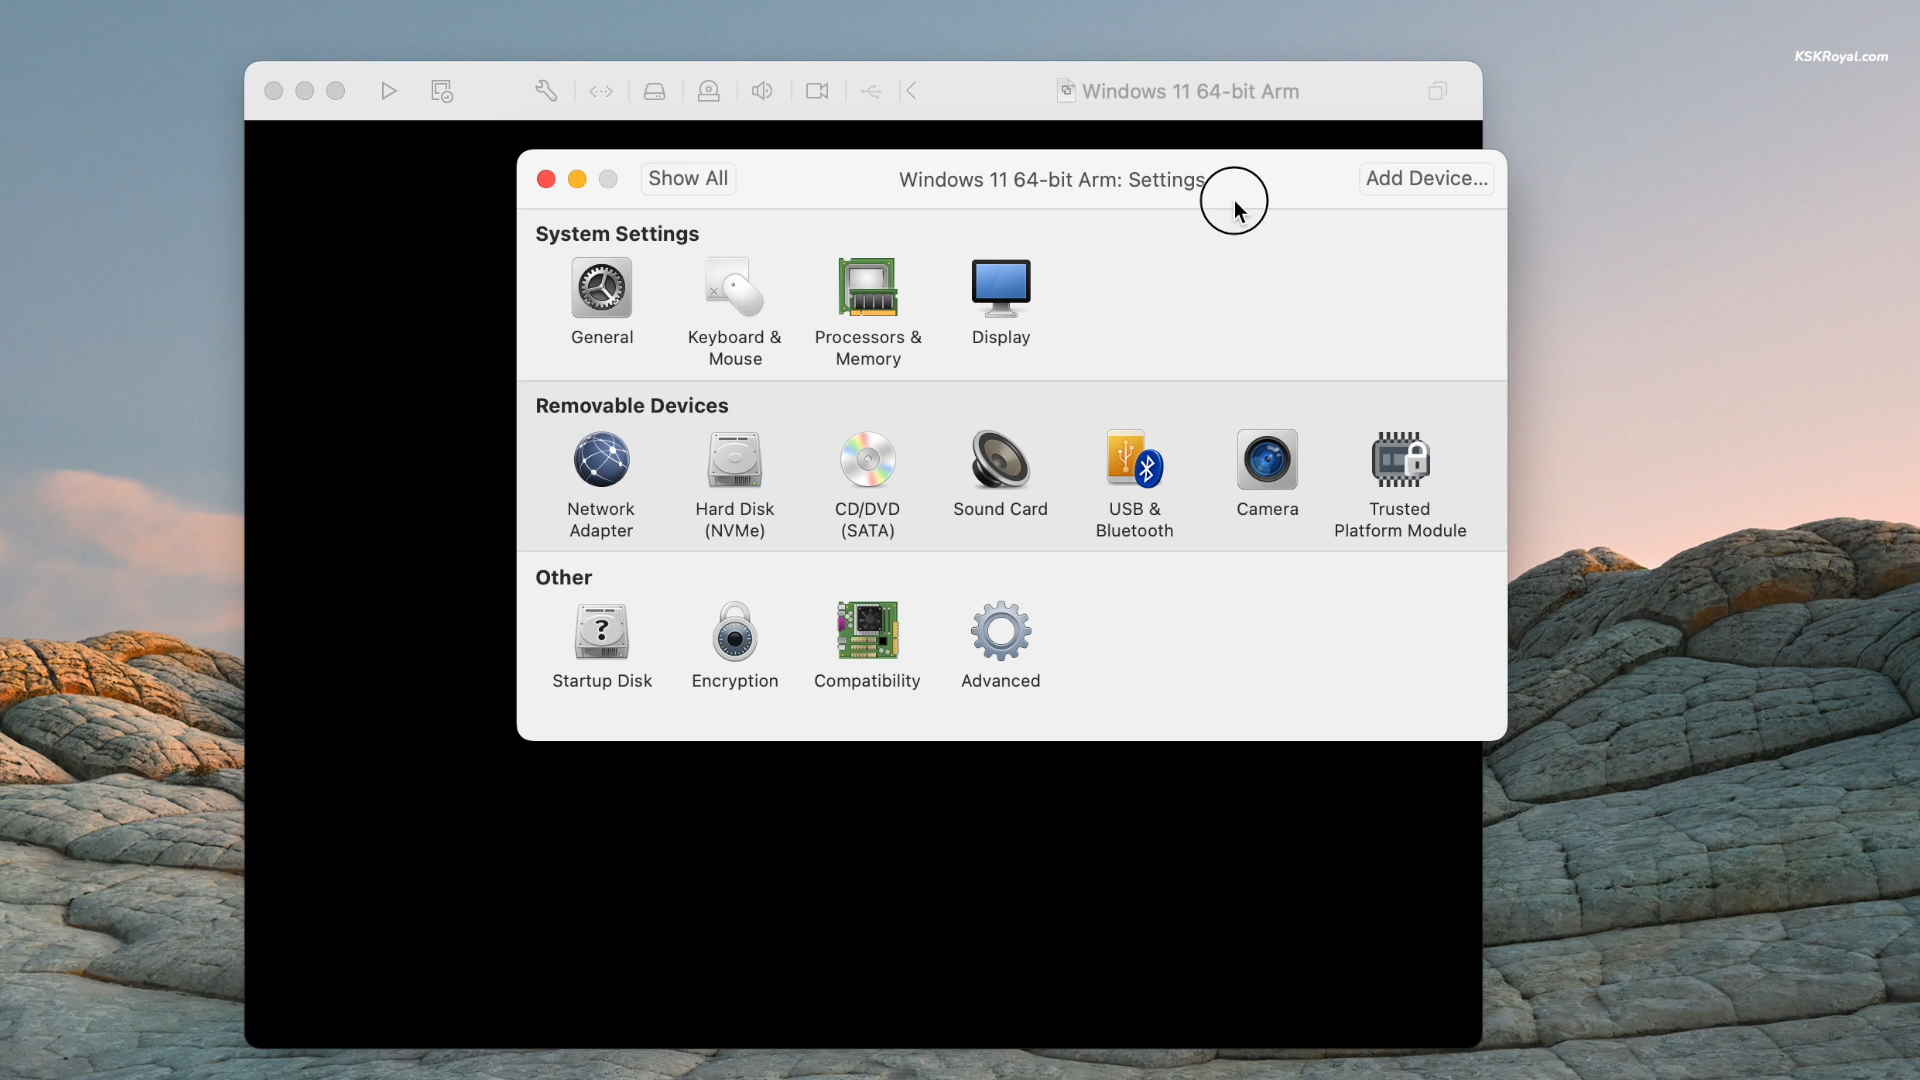 KSKRoyal.com
Windows 11 64-bit Arm
Show All
Windows 11 64-bit Arm: Settings
Add Device...
System Settings
General
Keyboard &
Mouse
Processors &
Memory
Display
Removable Devices
Network
Adapter
Hard Disk
(NVMe)
CD/DVD
(SATA)
Sound Card
USB &
Bluetooth
Camera
Trusted
Platform Module
Other
?
Startup Disk
Encryption
Compatibility
Advanced